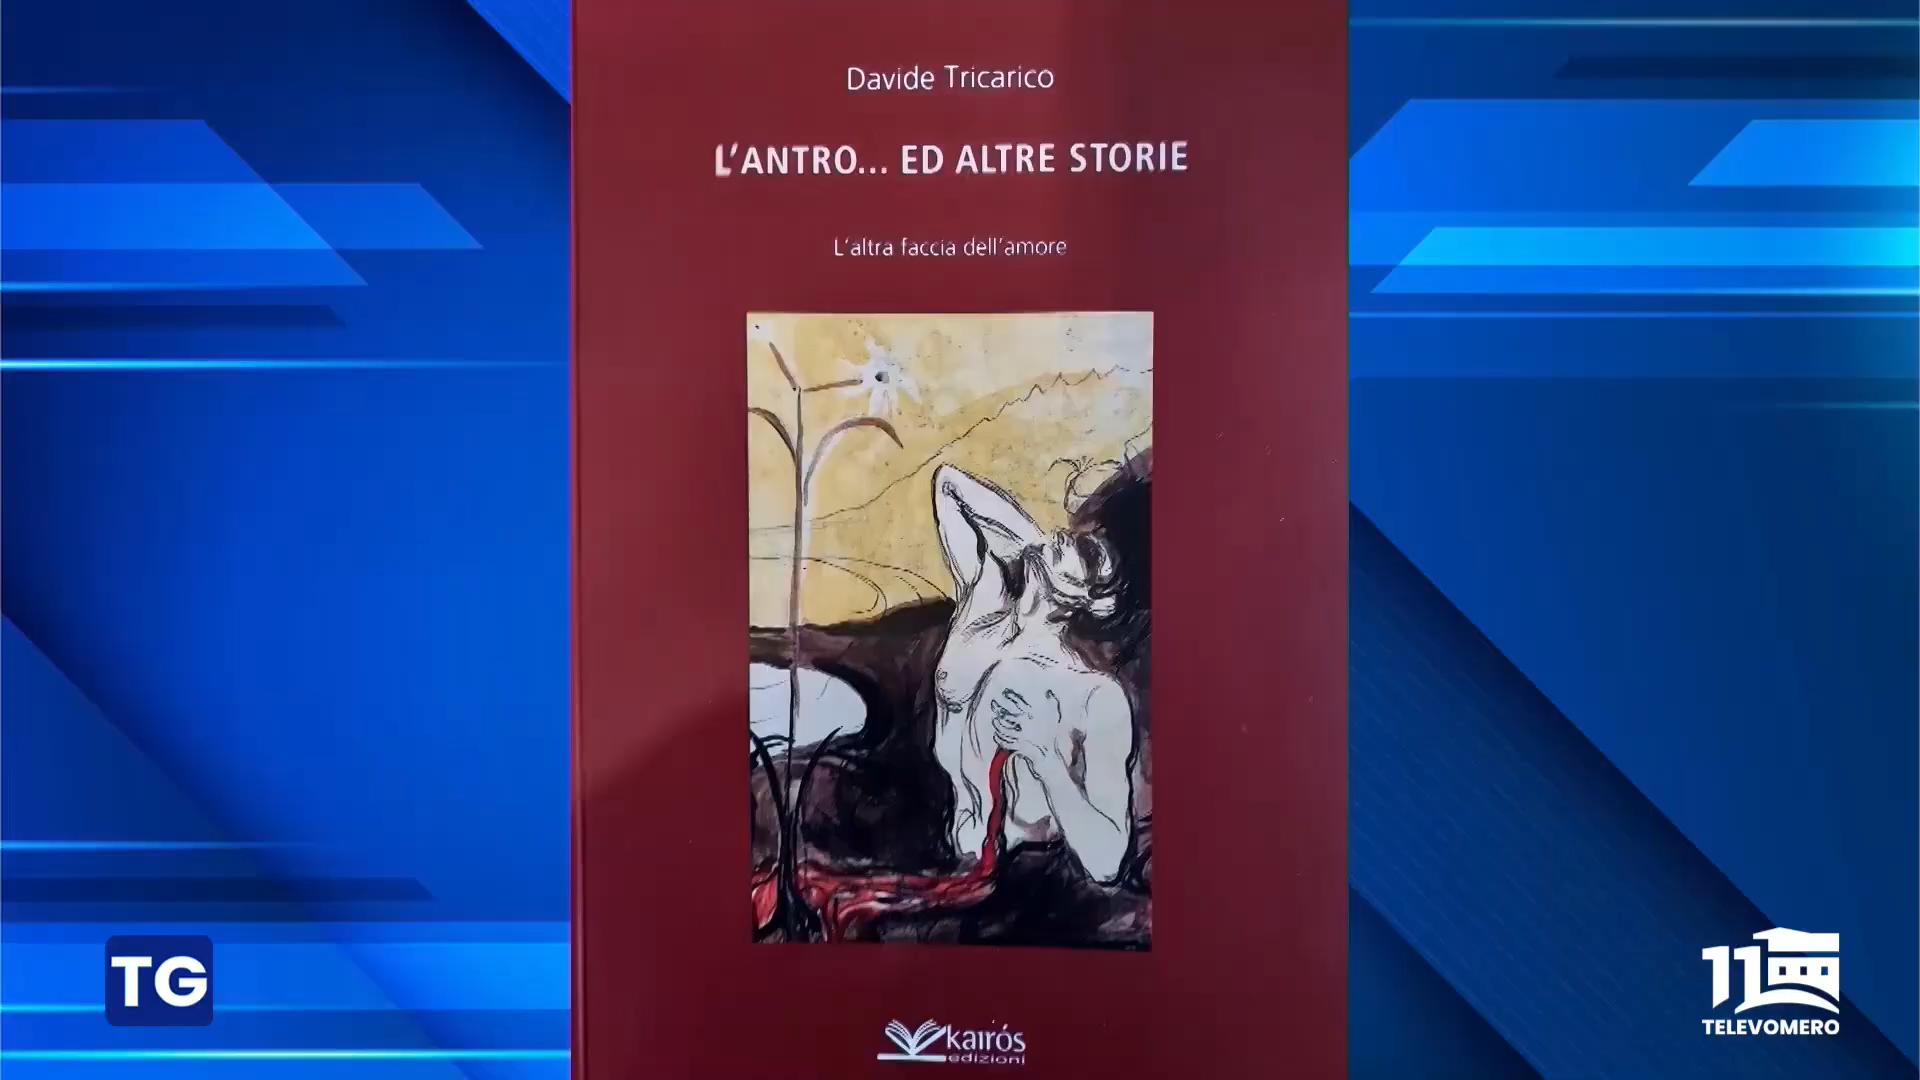 Davide Tricarico
L'ANTRO... ED ALTRE STORIE
L'altra faccia dell'amore
kairós
edizioni
TG
11
TELEVOMERO